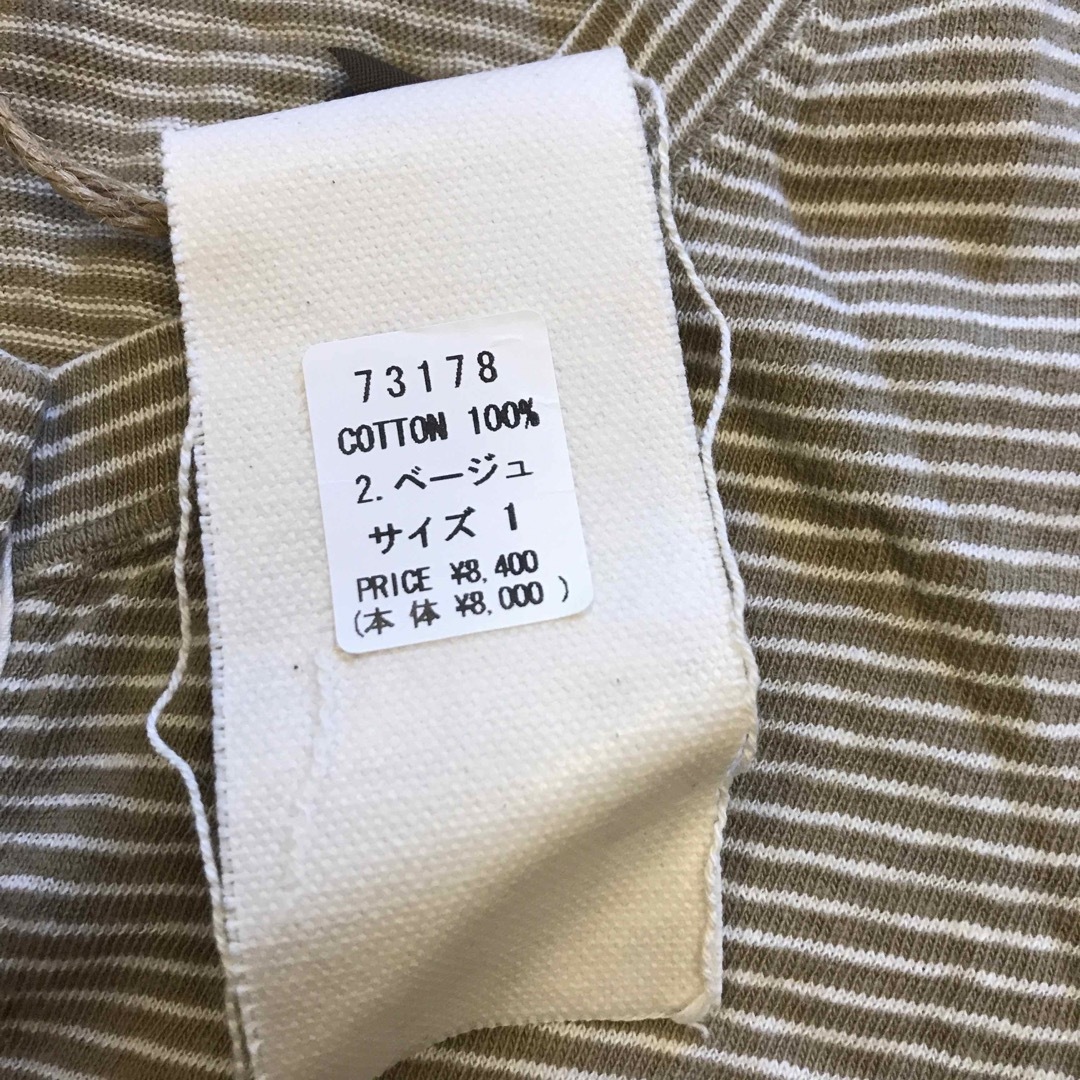 73178
COTTON 100%
2.ベージュ
サイズ 1
PRICE ¥8,400
(本 体 ¥8,000 )